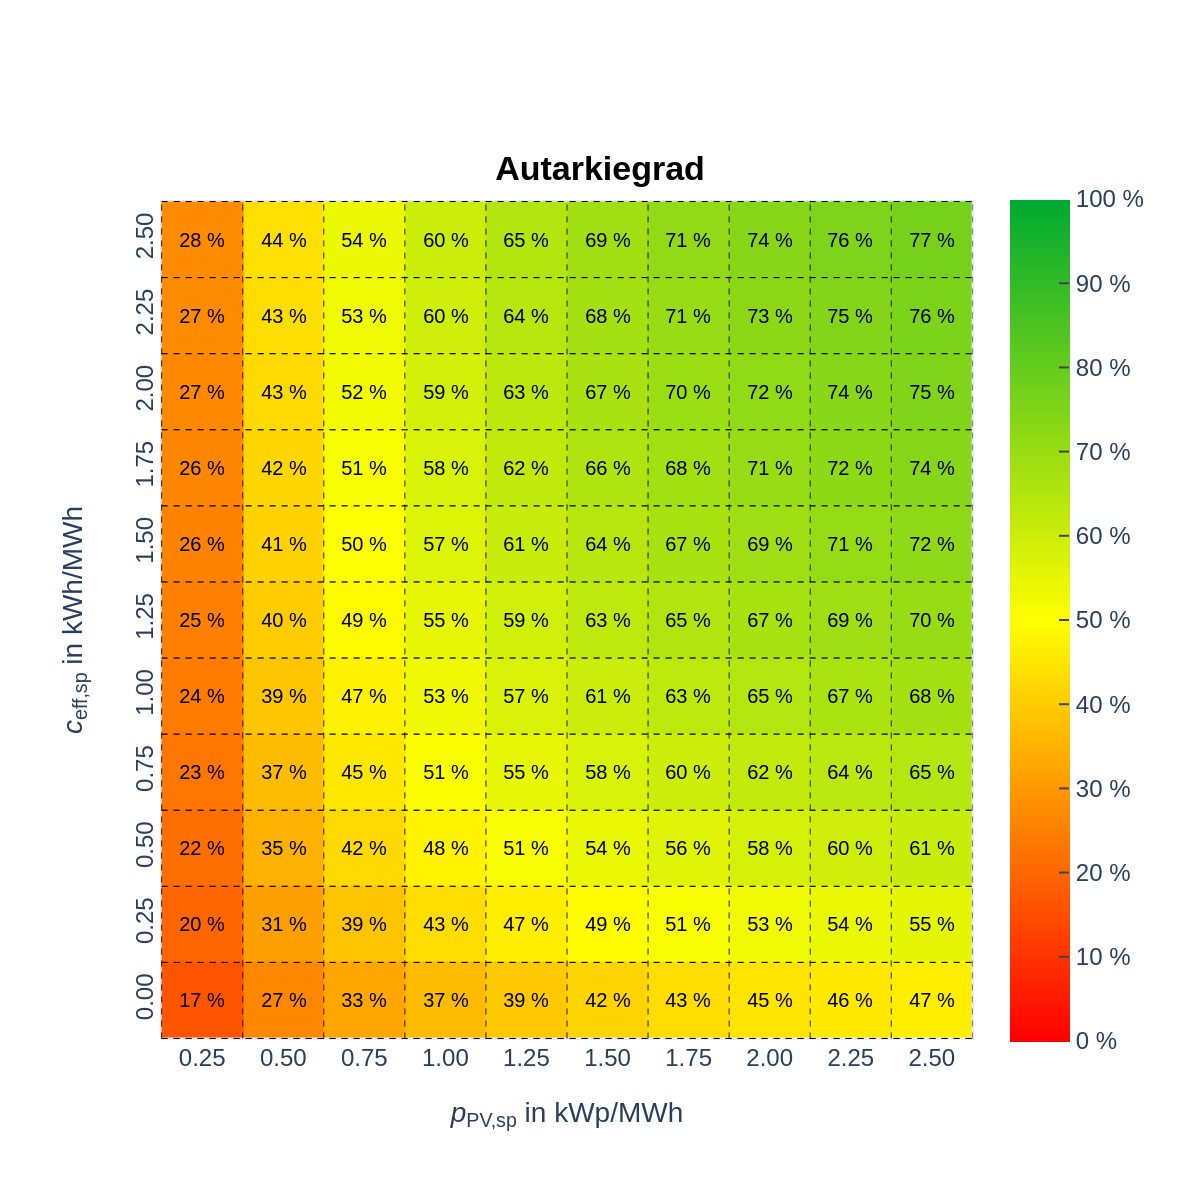 Autarkiegrad
2.50 28 % 44 % 54 % 60 % 65 % 69 % 71 % 74 % 76 % 77 %
2.25 27 % 43 % 53 % 60 % 64 % 68 % 71 % 73 % 75 % 76 %
2.00 27 % 43 % 52 % 59 % 63 % 67 % 70 % 72 % 74 % 75 %
1.75 26 % 42 % 51 % 58 % 62 % 66 % 68 % 71 % 72 % 74 %
1.50 26 % 41 % 50 % 57 % 61 % 64 % 67 % 69 % 71 % 72 %
1.25 25 % 40 % 49 % 55 % 59 % 63 % 65 % 67 % 69 % 70 %
1.00 24 % 39 % 47 % 53 % 57 % 61 % 63 % 65 % 67 % 68 %
0.75 23 % 37 % 45 % 51 % 55 % 58 % 60 % 62 % 64 % 65 %
0.50 22 % 35 % 42 % 48 % 51 % 54 % 56 % 58 % 60 % 61 %
0.25 20 % 31 % 39 % 43 % 47 % 49 % 51 % 53 % 54 % 55 %
0.00 17 % 27 % 33 % 37 % 39 % 42 % 43 % 45 % 46 % 47 %
0.25 0.50 0.75 1.00 1.25 1.50 1.75 2.00 2.25 2.50
p_PV,sp in kWp/MWh
c_eff,sp in kWh/MWh
100 %
90 %
80 %
70 %
60 %
50 %
40 %
30 %
20 %
10 %
0 %